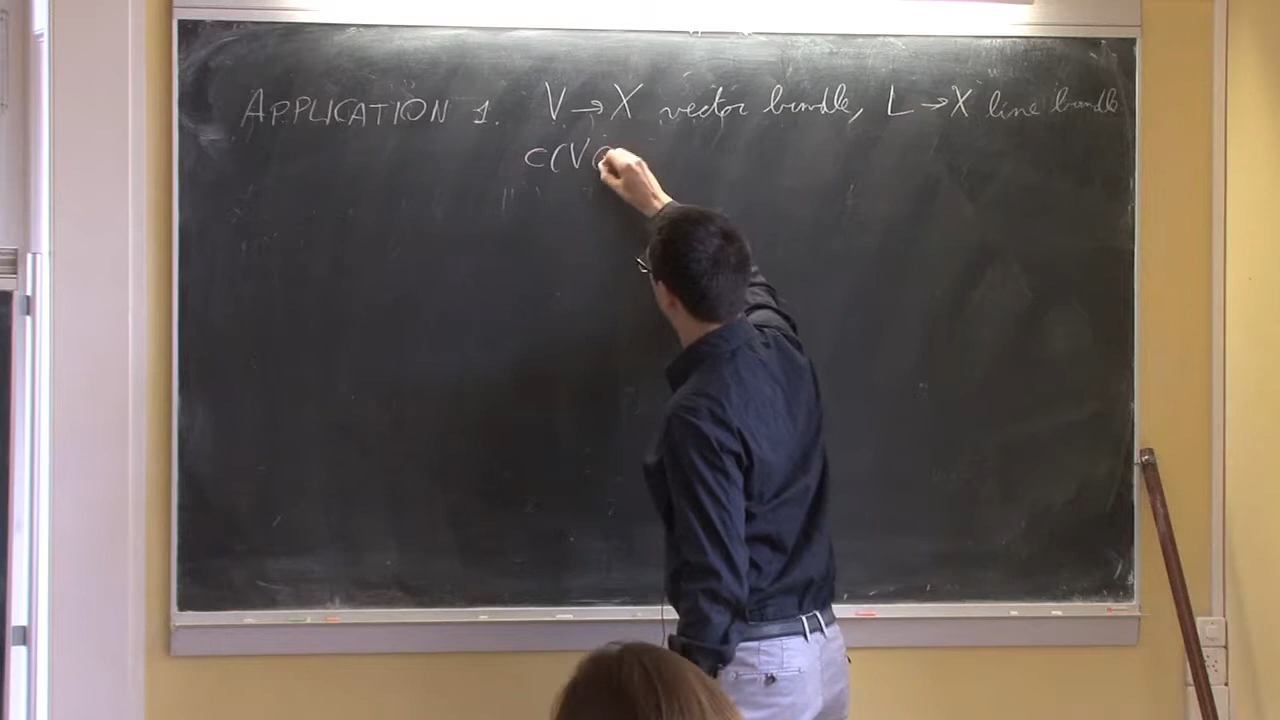 APPLICATION 1. V → X vector bundle, L → X line bundle
c(V